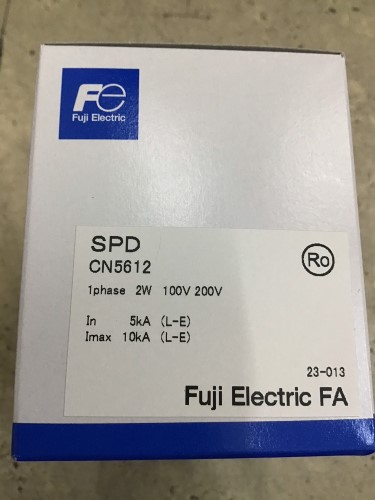 Fe
Fuji Electric
SPD
CN5612
Ro
1phase 2W 100V 200V
In 5kA (L-E)
Imax 10kA (L-E)
23-013
Fuji Electric FA